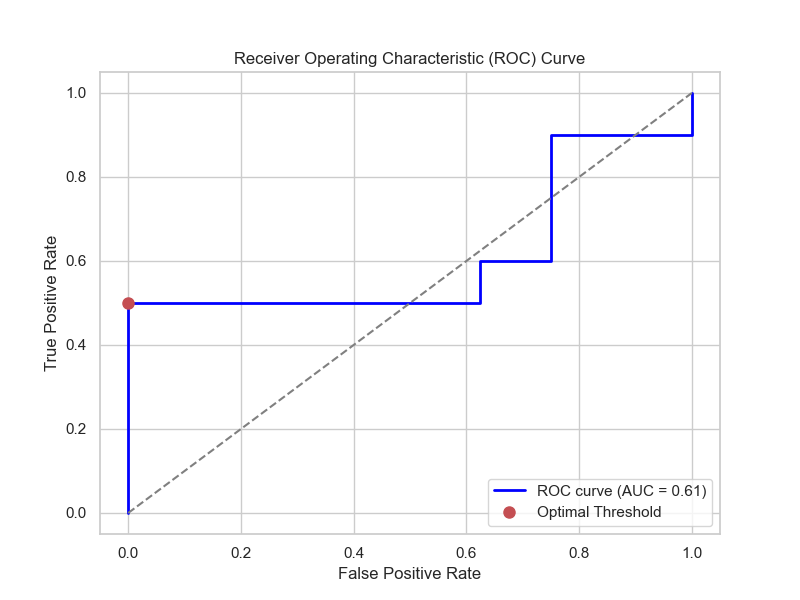 Receiver Operating Characteristic (ROC) Curve
1.0
0.8
0.6
0.4
0.2
0.0
True Positive Rate
0.0 0.2 0.4 0.6 0.8 1.0
False Positive Rate
ROC curve (AUC = 0.61)
Optimal Threshold